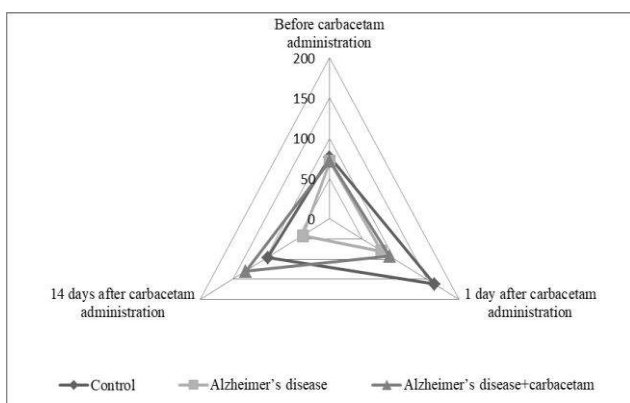 Before carbacetam
administration
200
150
100
50
0
14 days after carbacetam
administration
1 day after carbacetam
administration
Control
Alzheimer's disease
Alzheimer's disease+carbacetam